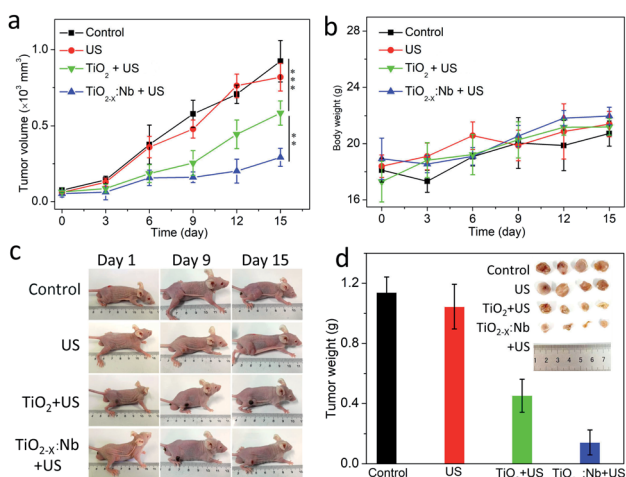 a
Tumor volume (×10³ mm³)
1.0
0.5
0.0
0 3 6 9 12 15
Time (day)
Control
US
TiO₂ + US
TiO₂₋ₓ:Nb + US
***
**
b
Body weight (g)
28
24
20
16
0 3 6 9 12 15
Time (day)
Control
US
TiO₂ + US
TiO₂₋ₓ:Nb + US
c
Day 1 Day 9 Day 15
Control
US
TiO₂+US
TiO₂₋ₓ:Nb
+US
d
Tumor weight (g)
1.2
0.8
0.4
0.0
Control
US
TiO₂+US
TiO₂₋ₓ:Nb
+US
1 2 3 4 5 6 7
Control US TiO +US TiO :Nb+US